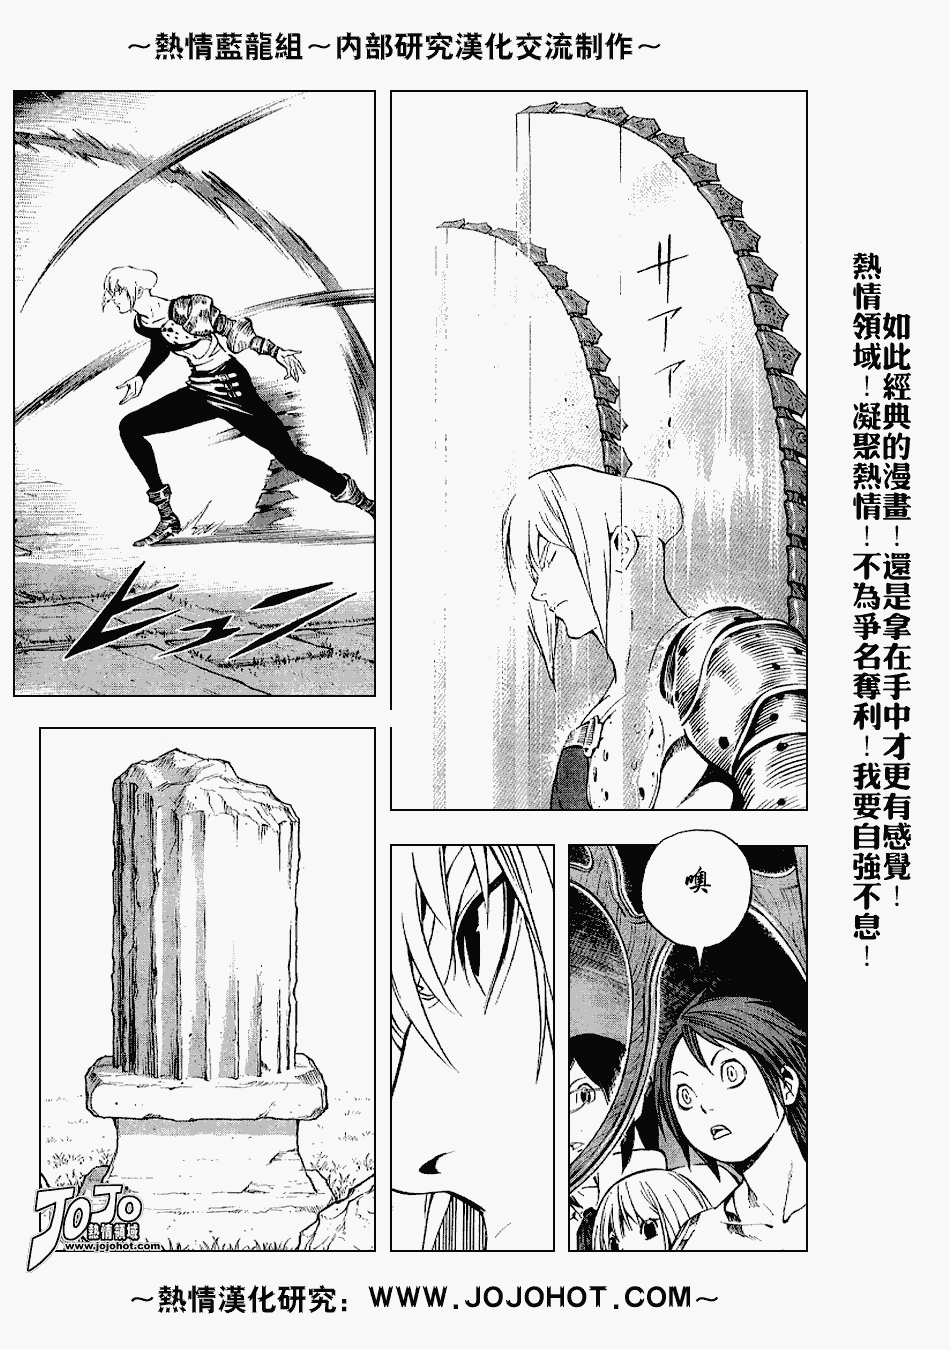 ～熱情藍龍組～内部研究漢化交流制作～
如此經典的漫畫！還是拿在手中才更有感覺！
熱情領域！凝聚熱情！不為爭名奪利！我要自強不息！
ザァァ…
ヒュン
噢
JOJO
熱情領域
www.jojohot.com
～熱情漢化研究：WWW.JOJOHOT.COM～